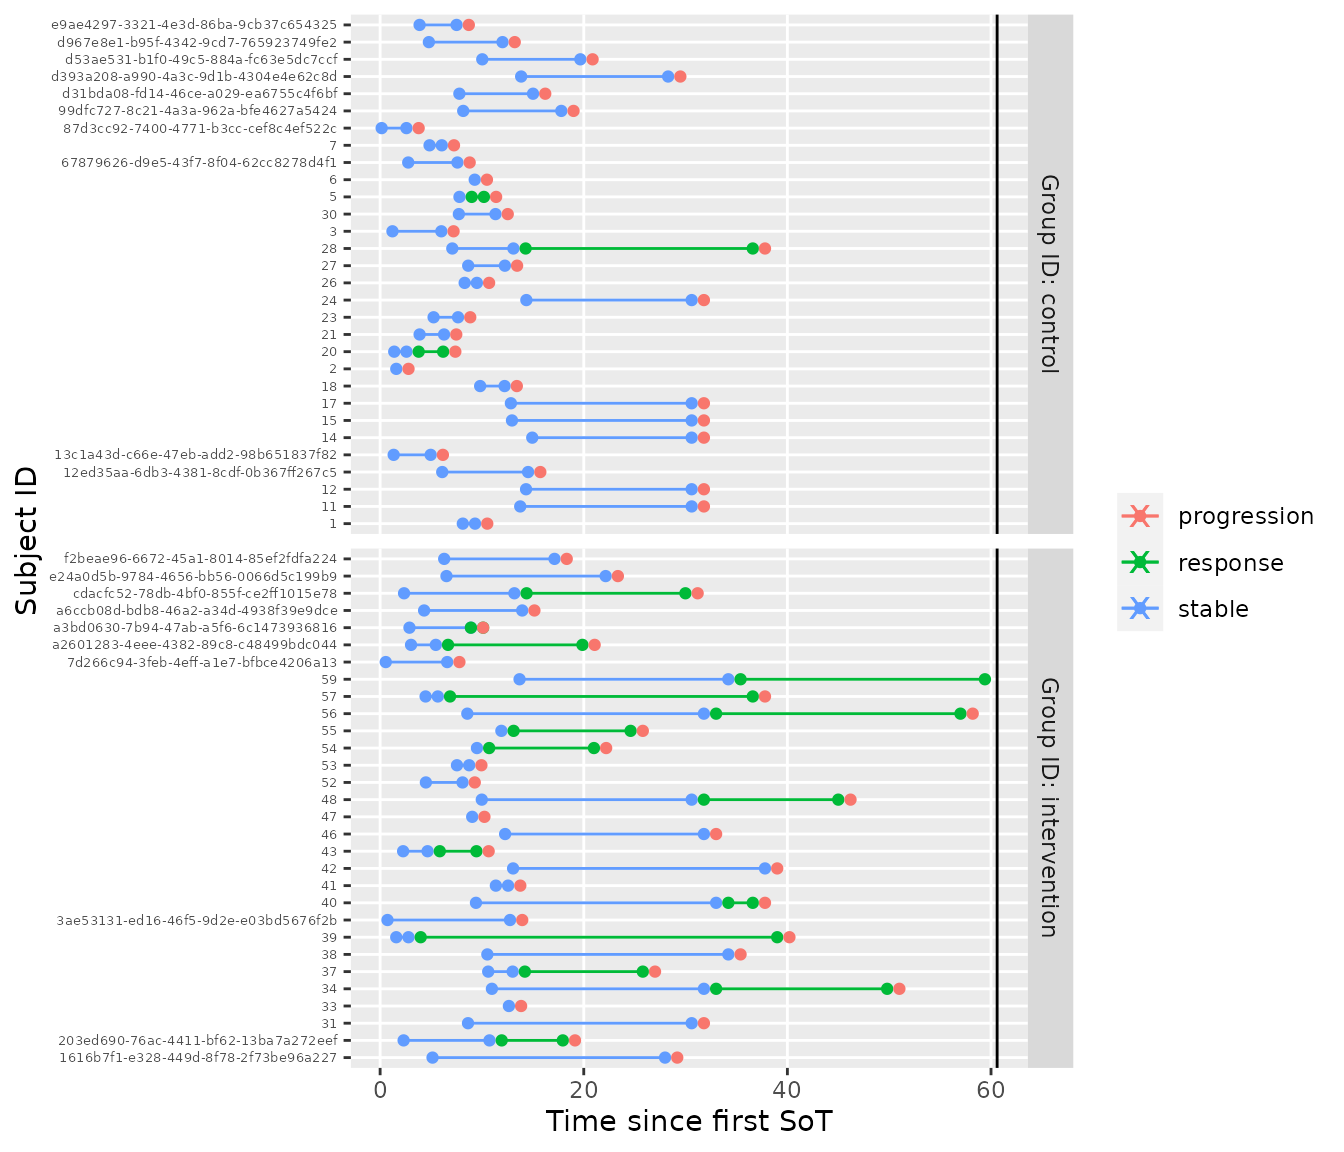 Subject ID
e9ae4297-3321-4e3d-86ba-9cb37c654325
d967e8e1-b95f-4342-9cd7-765923749fe2
d53ae531-b1f0-49c5-884a-fc63e5dc7ccf
d393a208-a990-4a3c-9d1b-4304e4e62c8d
d31bda08-fd14-46ce-a029-ea6755c4f6bf
99dfc727-8c21-4a3a-962a-bfe4627a5424
87d3cc92-7400-4771-b3cc-cef8c4ef522c
7
67879626-d9e5-43f7-8f04-62cc8278d4f1
6
5
30
3
28
27
26
24
23
21
20
2
18
17
15
14
13c1a43d-c66e-47eb-add2-98b651837f82
12ed35aa-6db3-4381-8cdf-0b367ff267c5
12
11
1
Group ID: control
f2beae96-6672-45a1-8014-85ef2fdfa224
e24a0d5b-9784-4656-bb56-0066d5c199b9
cdacfc52-78db-4bf0-855f-ce2ff1015e78
a6ccb08d-bdb8-46a2-a34d-4938f39e9dce
a3bd0630-7b94-47ab-a5f6-6c1473936816
a2601283-4eee-4382-89c8-c48499bdc044
7d266c94-3feb-4eff-a1e7-bfbce4206a13
59
57
56
55
54
53
52
48
47
46
43
42
41
40
3ae53131-ed16-46f5-9d2e-e03bd5676f2b
39
38
37
34
33
31
203ed690-76ac-4411-bf62-13ba7a272eef
1616b7f1-e328-449d-8f78-2f73be96a227
Group ID: intervention
0 20 40 60
Time since first SoT
progression
response
stable